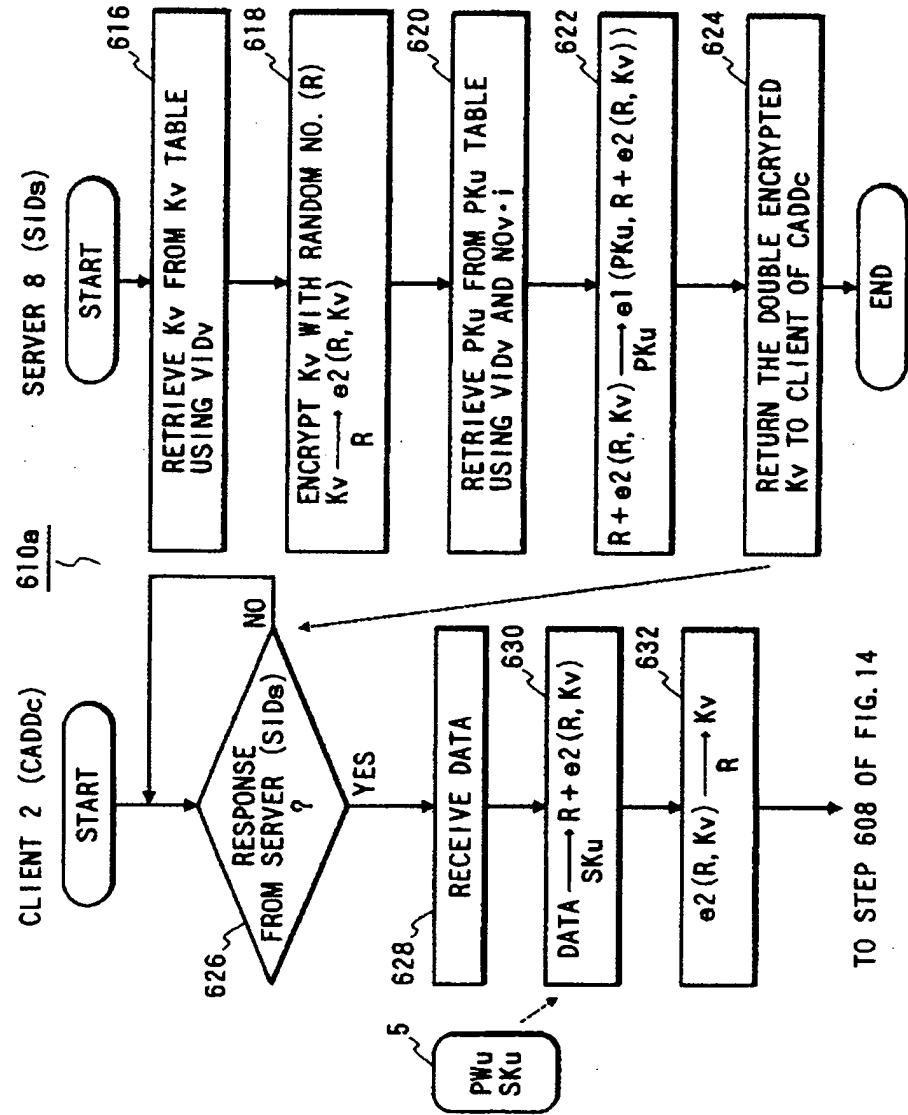 610a
CLIENT 2 (CADDc)
START
626
RESPONSE
FROM SERVER (SIDs)
?
NO
YES
628
RECEIVE DATA
5
PWu
SKu
630
DATA ⟶ R + e2(R, Kv)
SKu
632
e2(R, Kv) ⟶ Kv
R
TO STEP 608 OF FIG. 14
SERVER 8 (SIDs)
START
616
RETRIEVE Kv FROM Kv TABLE
USING VIDv
618
ENCRYPT Kv WITH RANDOM NO. (R)
Kv ⟶ e2(R, Kv)
R
620
RETRIEVE PKu FROM PKu TABLE
USING VIDv AND NOv·i
622
R + e2(R, Kv) ⟶ e1(PKu, R + e2(R, Kv))
PKu
624
RETURN THE DOUBLE ENCRYPTED
Kv TO CLIENT OF CADDc
END